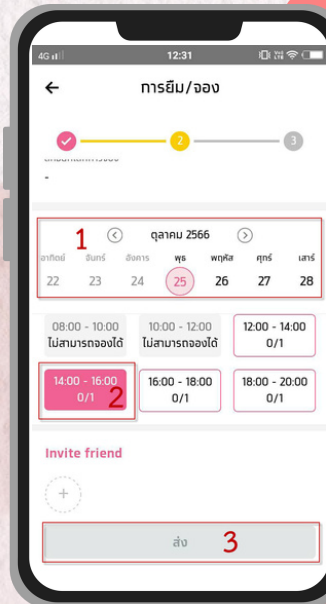 4G 12:31
การยืม/จอง
2 3
-
1 ตุลาคม 2566
อาทิตย์ จันทร์ อังคาร พุธ พฤหัส ศุกร์ เสาร์
22 23 24 25 26 27 28
08:00 - 10:00 10:00 - 12:00 12:00 - 14:00
ไม่สามารถจองได้ ไม่สามารถจองได้ 0/1
14:00 - 16:00 16:00 - 18:00 18:00 - 20:00
0/1 2 0/1 0/1
Invite friend
+
ส่ง 3